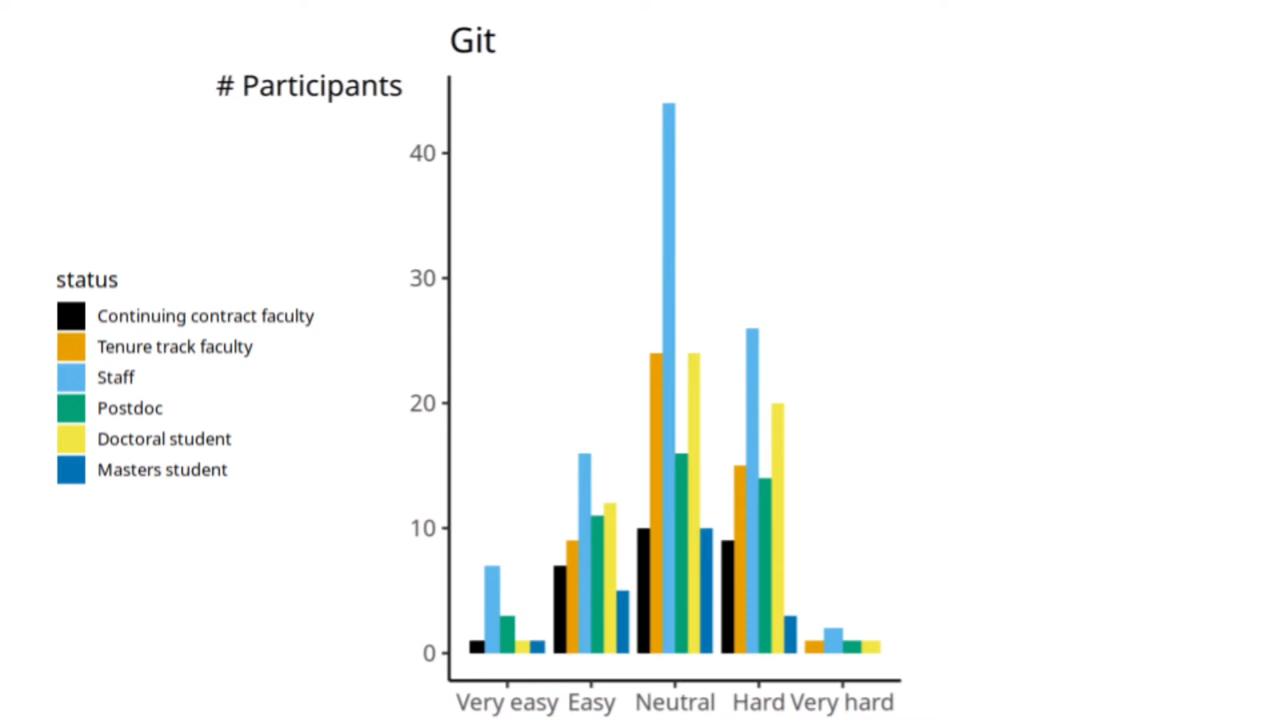 Git
# Participants
40
30
20
10
0
status
Continuing contract faculty
Tenure track faculty
Staff
Postdoc
Doctoral student
Masters student
Very easy Easy Neutral Hard Very hard